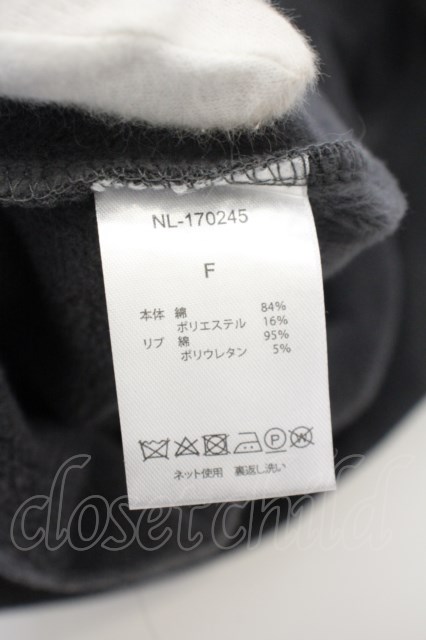 NL-170245
F
本体 綿 84%
ポリエステル 16%
リブ 綿 95%
ポリウレタン 5%
P W
ネット使用 裏返し洗い
closet child